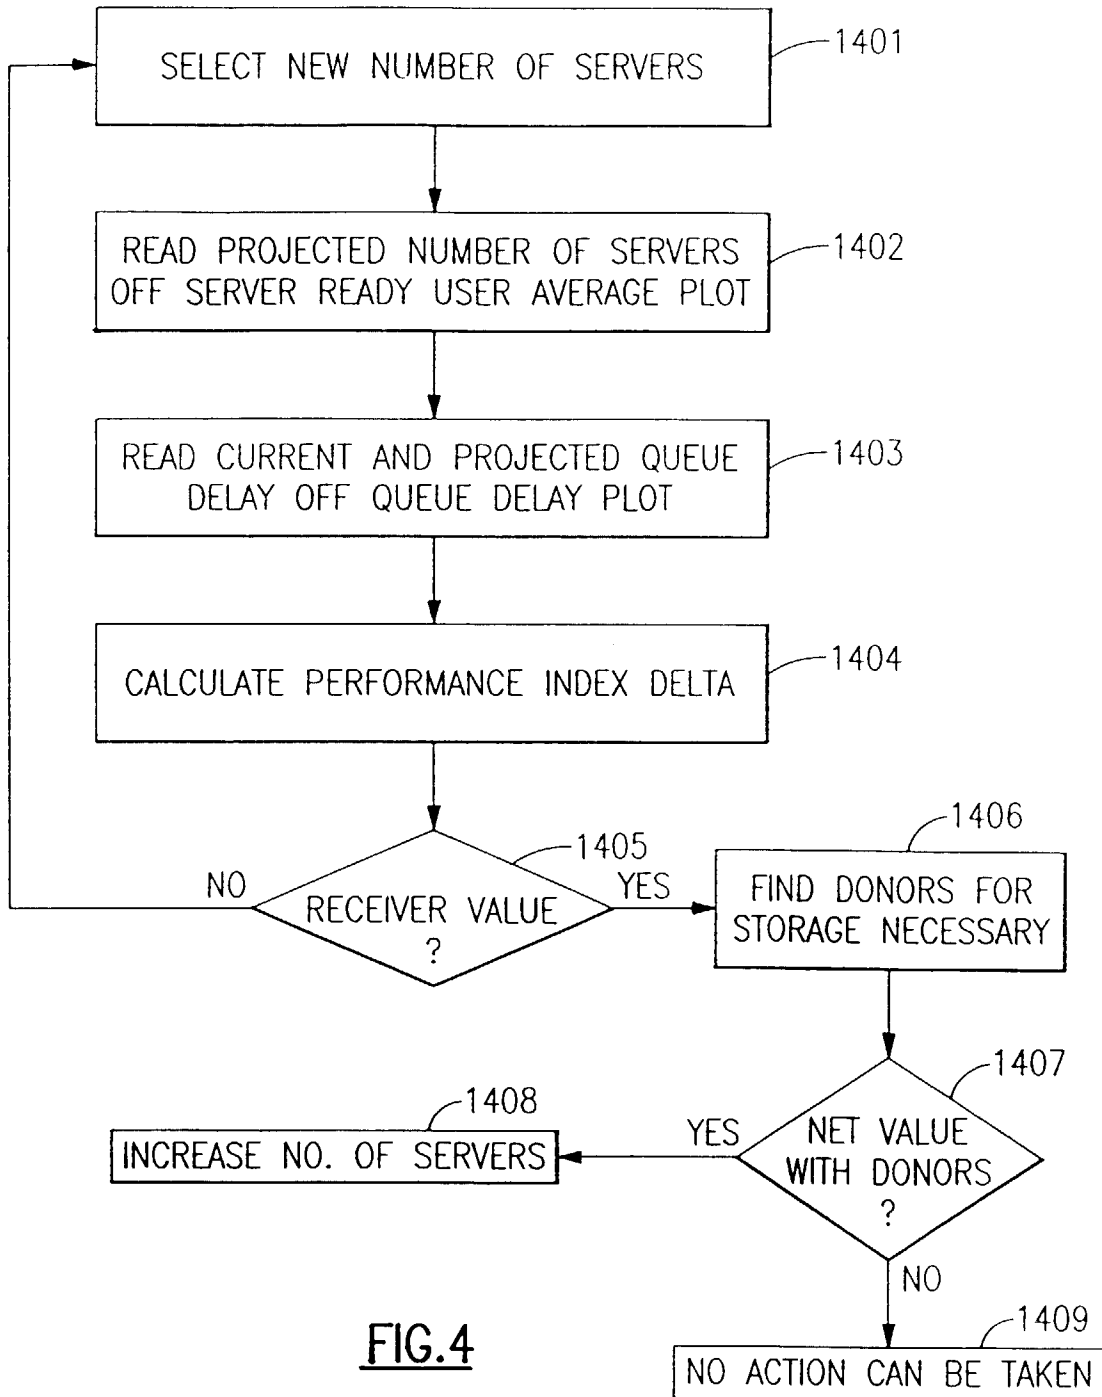 1401
SELECT NEW NUMBER OF SERVERS
1402
READ PROJECTED NUMBER OF SERVERS
OFF SERVER READY USER AVERAGE PLOT
1403
READ CURRENT AND PROJECTED QUEUE
DELAY OFF QUEUE DELAY PLOT
1404
CALCULATE PERFORMANCE INDEX DELTA
1405
NO
RECEIVER VALUE
?
YES
1406
FIND DONORS FOR
STORAGE NECESSARY
1407
NET VALUE
WITH DONORS
?
YES
1408
INCREASE NO. OF SERVERS
NO
1409
NO ACTION CAN BE TAKEN
FIG.4